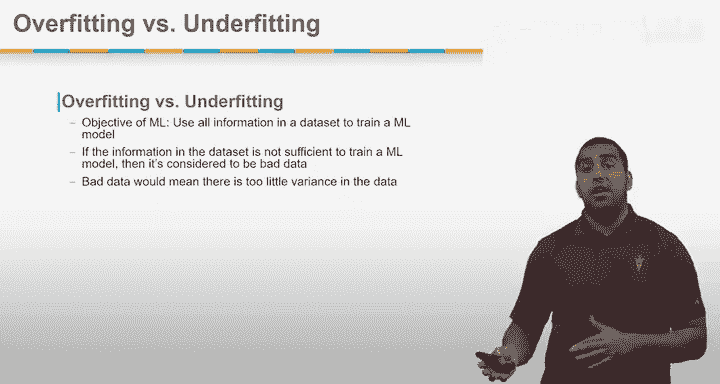 Overfitting vs. Underfitting
Overfitting vs. Underfitting
– Objective of ML: Use all information in a dataset to train a ML
model
– If the information in the dataset is not sufficient to train a ML
model, then it's considered to be bad data
– Bad data would mean there is too little variance in the data